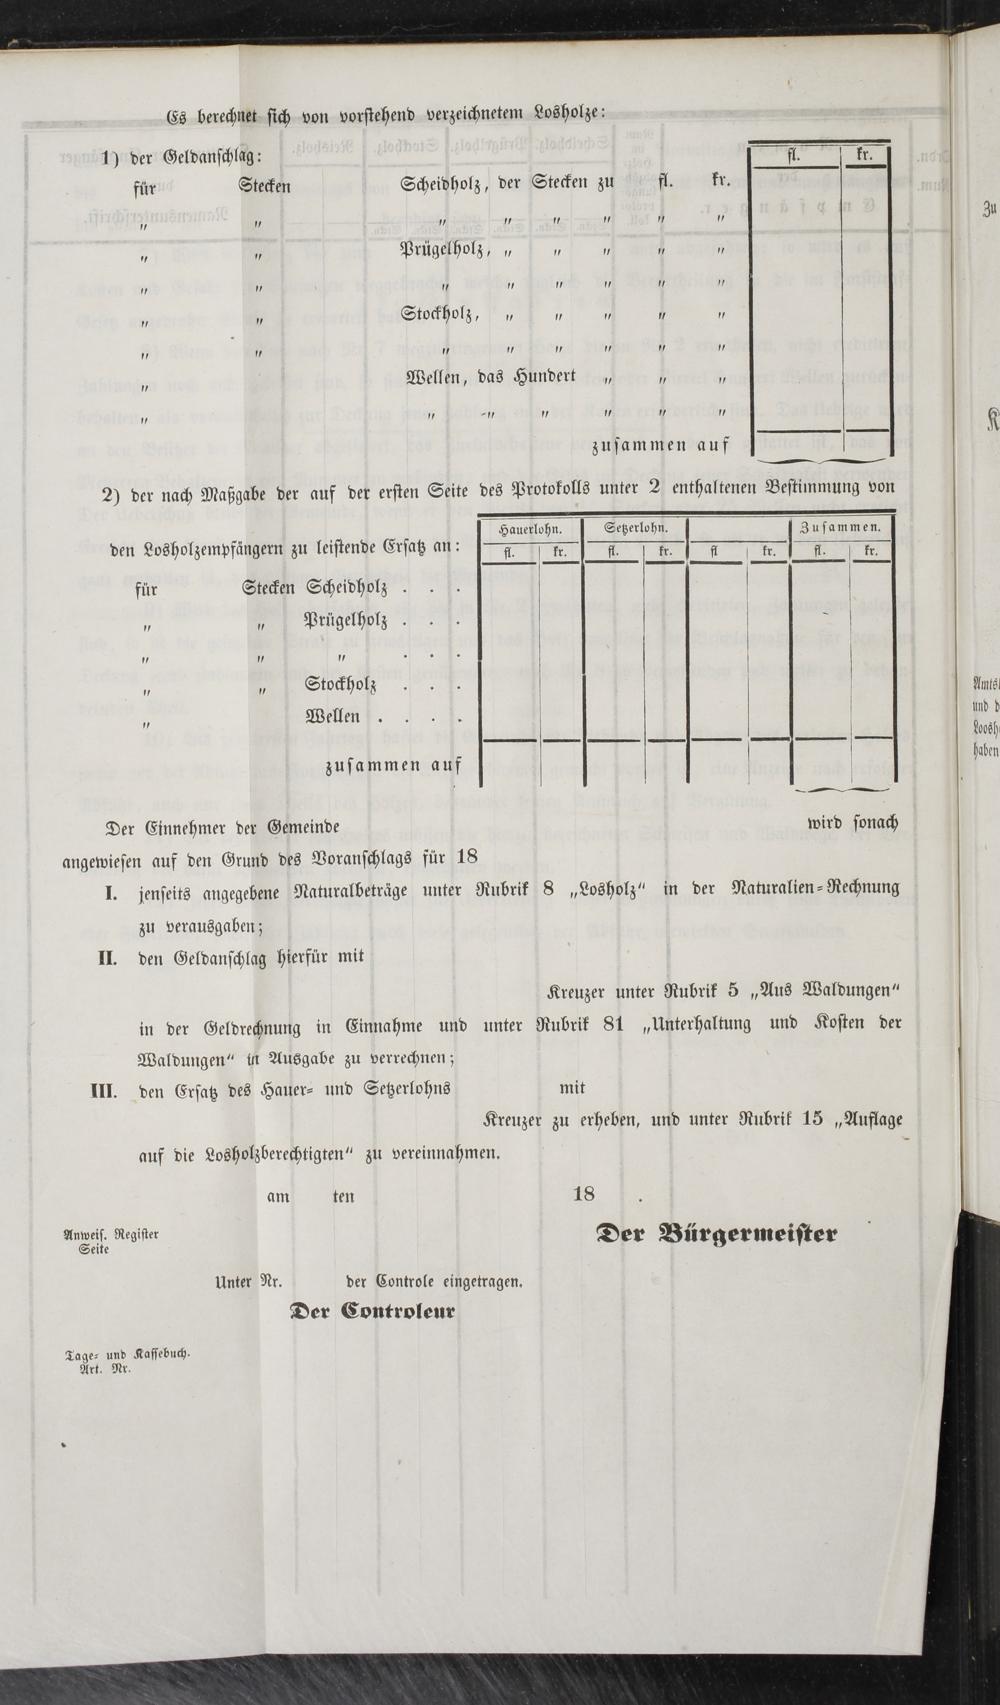 Es berechnet sich von vorstehend verzeichnetem Losholze:
1) der Geldanschlag:
fl. kr.
für Stecken Scheidholz, der Stecken zu fl. kr.
„ „ „ „ „ „ „ „
„ „ Prügelholz, „ „ „ „ „
„ „ „ „ „ „ „ „
„ „ Stockholz, „ „ „ „ „
„ „ „ „ „ „ „ „
„ Wellen, das Hundert „ „ „
„ „ „ „ „ „ „
zusammen auf
2) der nach Maßgabe der auf der ersten Seite des Protokolls unter 2 enthaltenen Bestimmung von
Hauerlohn. Setzerlohn. Zusammen.
den Losholzempfängern zu leistende Ersatz an:
fl. kr. fl. kr. fl kr. fl. kr.
für Stecken Scheidholz . . .
„ „ Prügelholz . . .
„ „ „ . . .
„ „ Stockholz . . .
„ Wellen . . . .
zusammen auf
Der Einnehmer der Gemeinde wird sonach
angewiesen auf den Grund des Voranschlags für 18
I. jenseits angegebene Naturalbeträge unter Rubrik 8 „Losholz“ in der Naturalien-Rechnung
zu verausgaben;
II. den Geldanschlag hierfür mit
Kreuzer unter Rubrik 5 „Aus Waldungen“
in der Geldrechnung in Einnahme und unter Rubrik 81 „Unterhaltung und Kosten der
Waldungen“ in Ausgabe zu verrechnen;
III. den Ersatz des Hauer- und Setzerlohns mit
Kreuzer zu erheben, und unter Rubrik 15 „Auflage
auf die Losholzberechtigten“ zu vereinnahmen.
am ten 18 .
Anweis. Register
Seite
Der Bürgermeister
Unter Nr. der Controle eingetragen.
Der Controleur
Tage- und Kassebuch.
Art. Nr.
Zu
und
haben